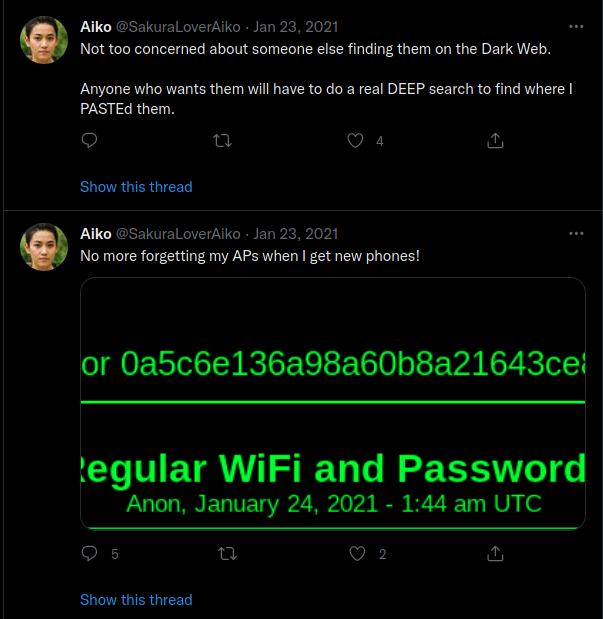 Aiko @SakuraLoverAiko · Jan 23, 2021
Not too concerned about someone else finding them on the Dark Web.
Anyone who wants them will have to do a real DEEP search to find where I
PASTEd them.
4
Show this thread
Aiko @SakuraLoverAiko · Jan 23, 2021
No more forgetting my APs when I get new phones!
or 0a5c6e136a98a60b8a21643ce8
Regular WiFi and Password
Anon, January 24, 2021 - 1:44 am UTC
5 2
Show this thread